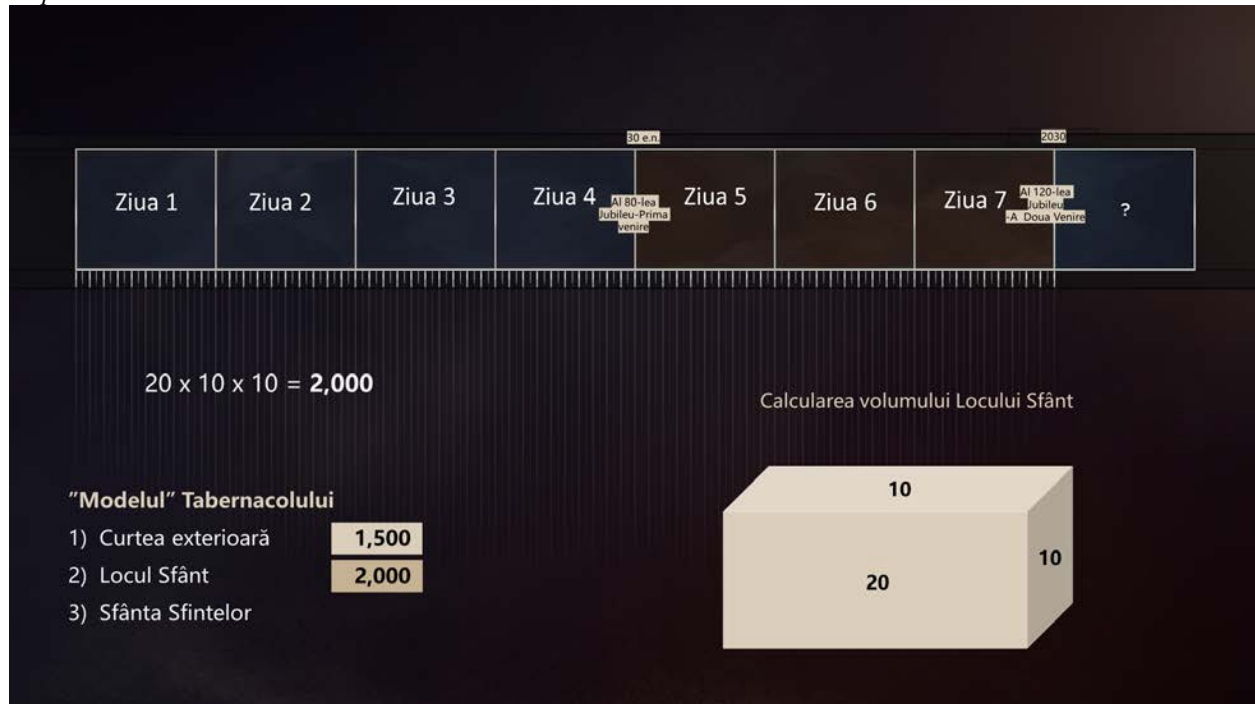 30 e.n.
2030
Ziua 1
Ziua 2
Ziua 3
Ziua 4
Al 80-lea
Jubileu-Prima
venire
Ziua 5
Ziua 6
Ziua 7
Al 120-lea
Jubileu
-A Doua Venire
?
20 x 10 x 10 = 2,000
Calcularea volumului Locului Sfânt
”Modelul” Tabernacolului
1) Curtea exterioară 1,500
2) Locul Sfânt 2,000
3) Sfânta Sfintelor
10
10
20